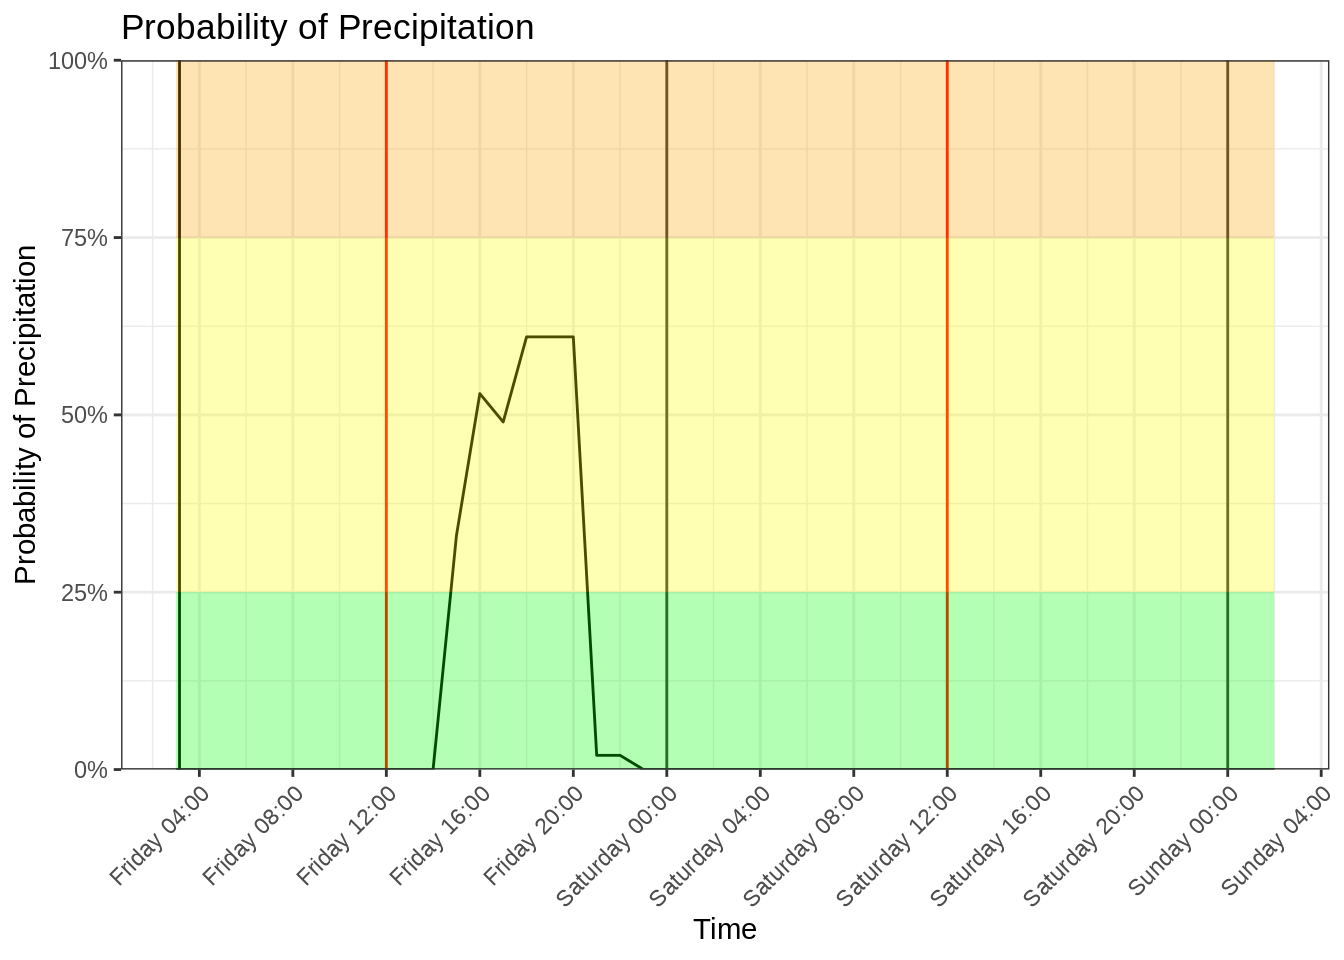 Probability of Precipitation
100%
75%
50%
25%
0%
Probability of Precipitation
Friday 04:00
Friday 08:00
Friday 12:00
Friday 16:00
Friday 20:00
Saturday 00:00
Saturday 04:00
Saturday 08:00
Saturday 12:00
Saturday 16:00
Saturday 20:00
Sunday 00:00
Sunday 04:00
Time